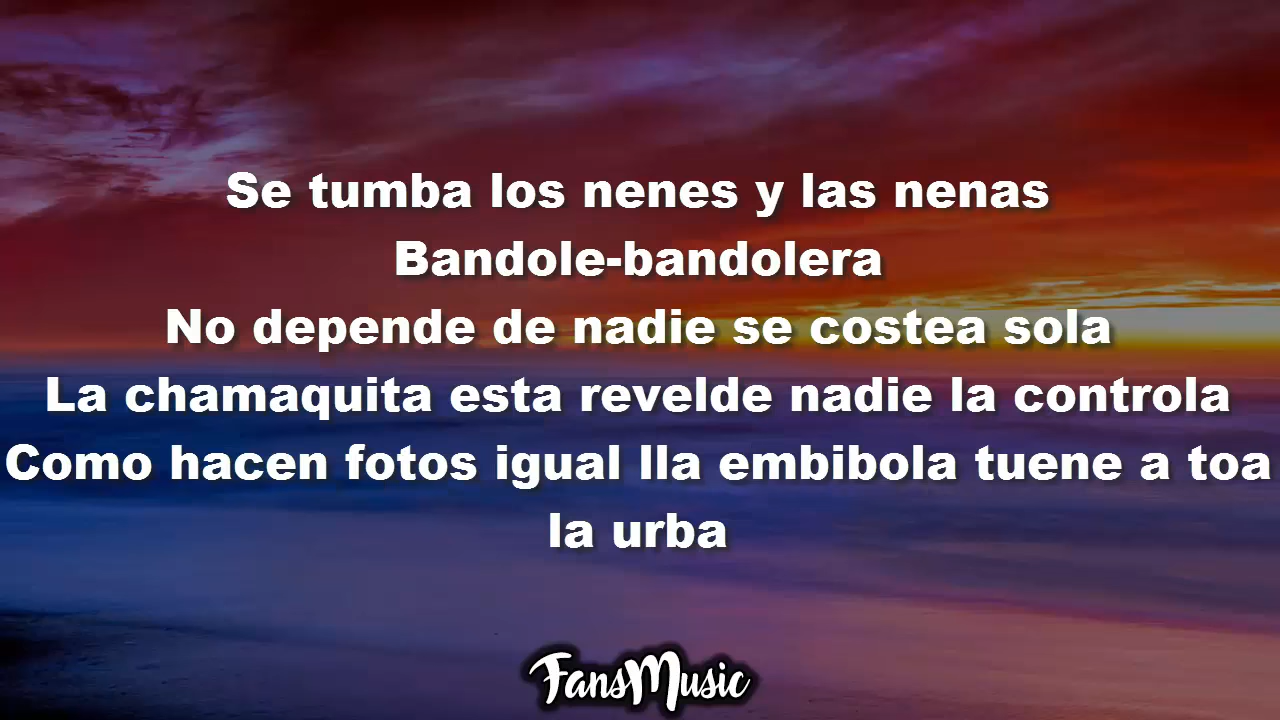 Se tumba los nenes y las nenas
Bandole-bandolera
No depende de nadie se costea sola
La chamaquita esta revelde nadie la controla
Como hacen fotos igual lla embibola tuene a toa
la urba
FansMusic